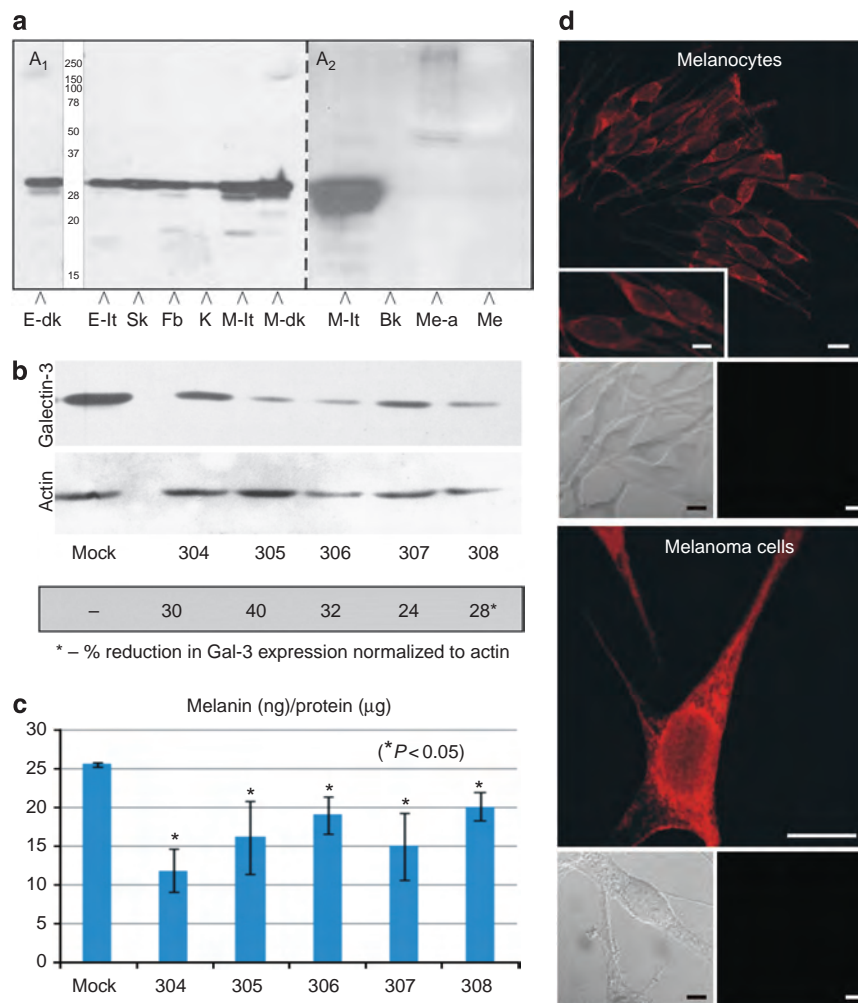 a
A1
250
150
100
78
50
37
28
20
15
A2
E-dk E-lt Sk Fb K M-lt M-dk M-lt Bk Me-a Me
b
Galectin-3
Actin
Mock 304 305 306 307 308
– 30 40 32 24 28*
* – % reduction in Gal-3 expression normalized to actin
c
Melanin (ng)/protein (μg)
(*P < 0.05)
30
25
20
15
10
5
0
* * * * *
Mock 304 305 306 307 308
d
Melanocytes
Melanoma cells